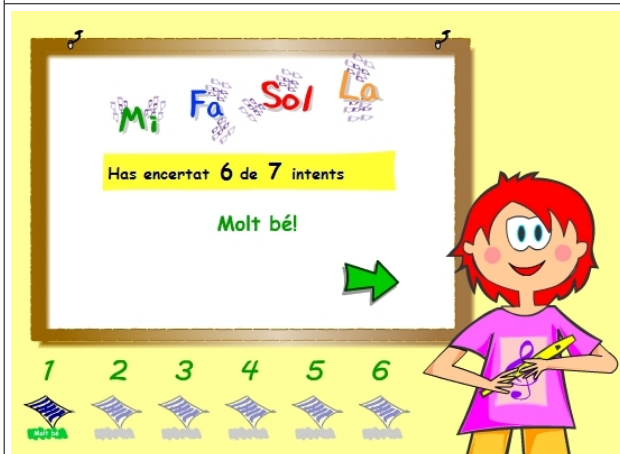 Mi Fa Sol La
Has encertat 6 de 7 intents
Molt bé!
1 2 3 4 5 6
Molt bé